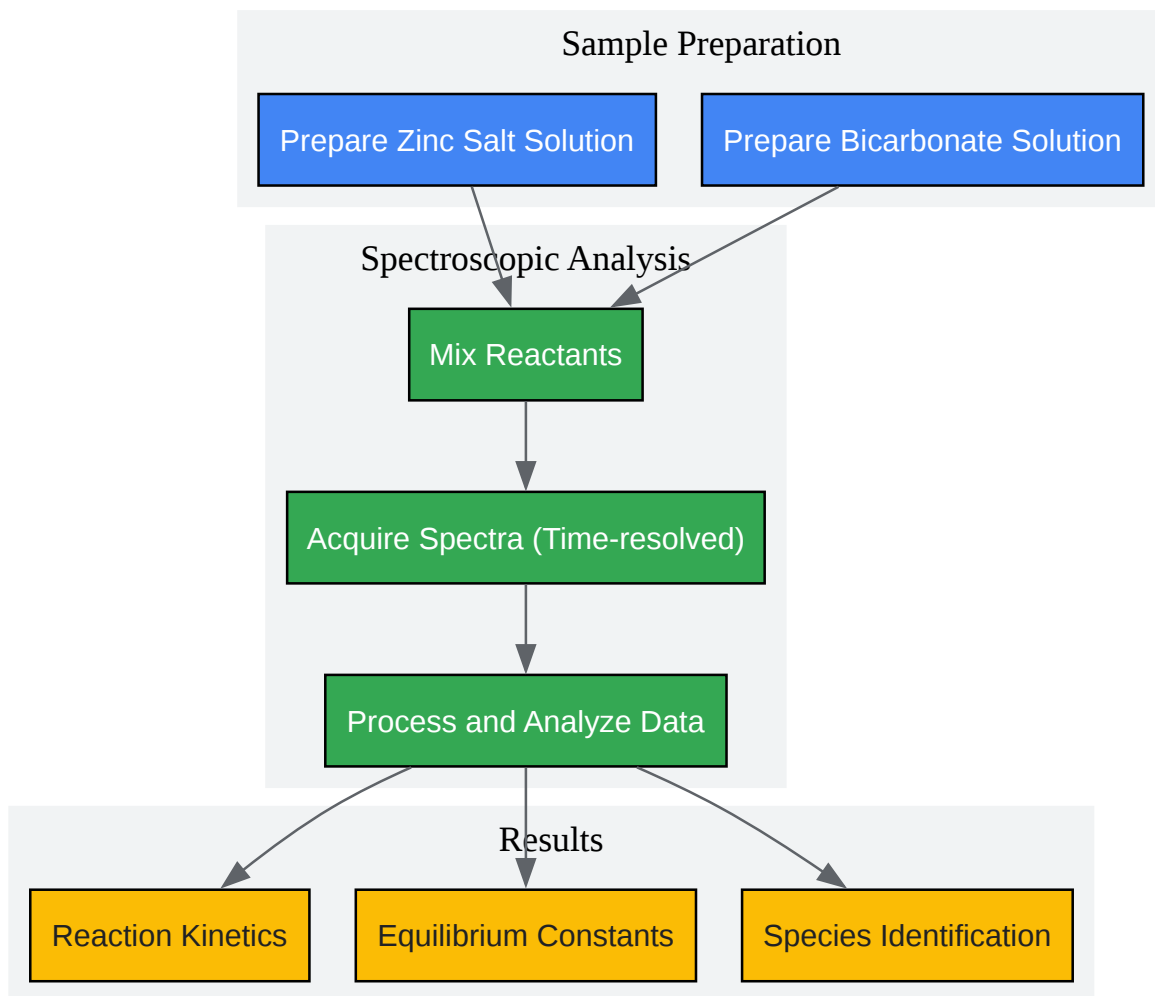 Sample Preparation
Prepare Zinc Salt Solution
Prepare Bicarbonate Solution
Spectroscopic Analysis
Mix Reactants
Acquire Spectra (Time-resolved)
Process and Analyze Data
Results
Reaction Kinetics
Equilibrium Constants
Species Identification